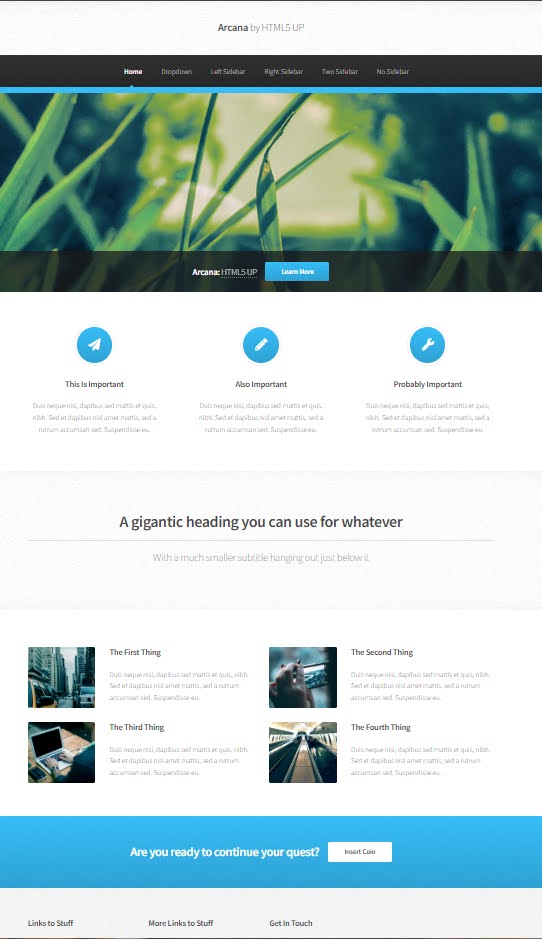 Arcana by HTML5 UP
Home Dropdown Left Sidebar Right Sidebar Two Sidebar No Sidebar
Arcana: HTML5 UP Learn More
This Is Important
Duis neque nisi, dapibus sed mattis et quis,
nibh. Sed et dapibus nisl amet mattis, sed a
rutrum accumsan sed. Suspendisse eu.
Also Important
Duis neque nisi, dapibus sed mattis et quis,
nibh. Sed et dapibus nisl amet mattis, sed a
rutrum accumsan sed. Suspendisse eu.
Probably Important
Duis neque nisi, dapibus sed mattis et quis,
nibh. Sed et dapibus nisl amet mattis, sed a
rutrum accumsan sed. Suspendisse eu.
A gigantic heading you can use for whatever
With a much smaller subtitle hanging out just below it
The First Thing
Duis neque nisi, dapibus sed mattis et quis, nibh.
Sed et dapibus nisl amet mattis, sed a rutrum
accumsan sed. Suspendisse eu.
The Second Thing
Duis neque nisi, dapibus sed mattis et quis, nibh.
Sed et dapibus nisl amet mattis, sed a rutrum
accumsan sed. Suspendisse eu.
The Third Thing
Duis neque nisi, dapibus sed mattis et quis, nibh.
Sed et dapibus nisl amet mattis, sed a rutrum
accumsan sed. Suspendisse eu.
The Fourth Thing
Duis neque nisi, dapibus sed mattis et quis, nibh.
Sed et dapibus nisl amet mattis, sed a rutrum
accumsan sed. Suspendisse eu.
Are you ready to continue your quest? Insert Coin
Links to Stuff More Links to Stuff Get In Touch